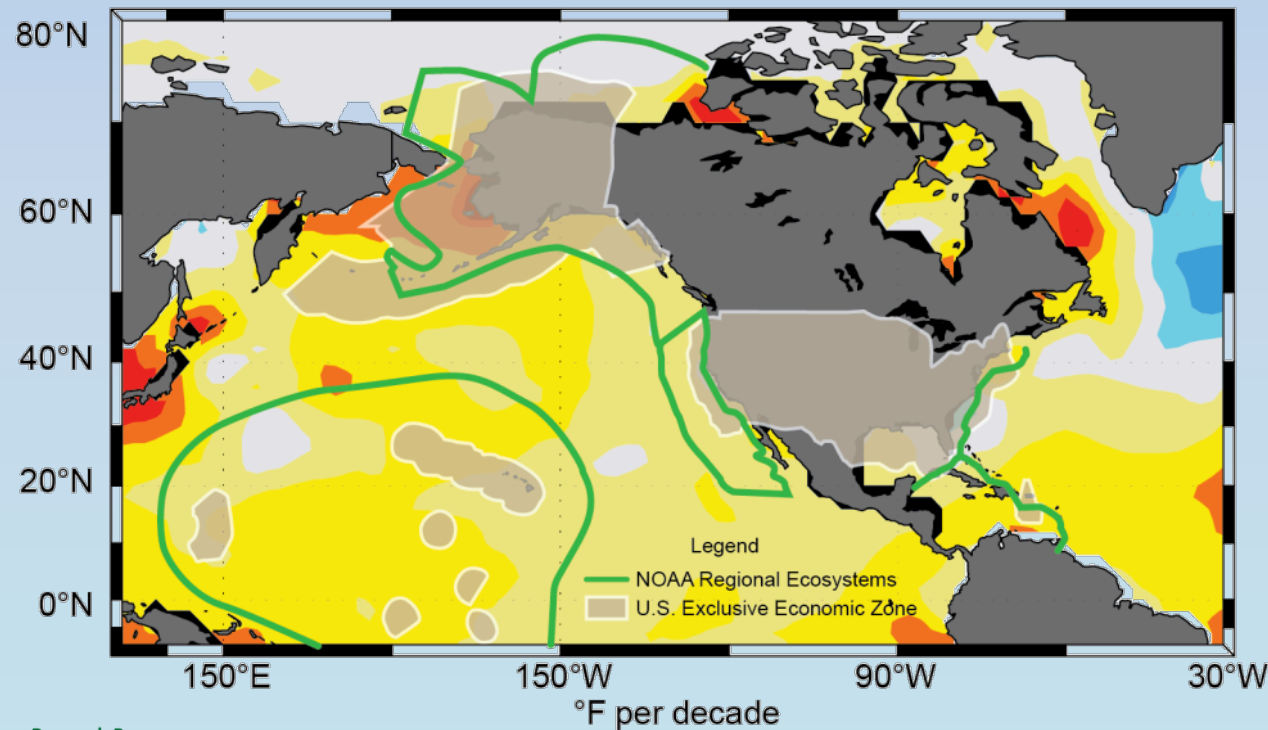 80°N
60°N
40°N
20°N
0°N
Legend
NOAA Regional Ecosystems
U.S. Exclusive Economic Zone
150°E 150°W 90°W 30°W
°F per decade